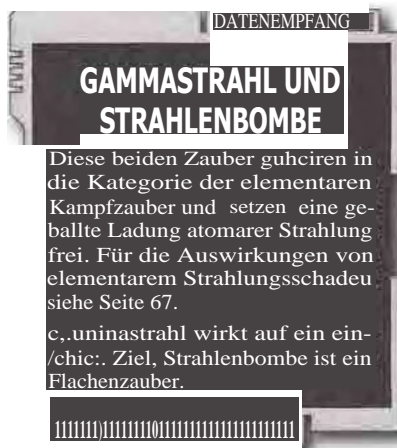 DATENEMPFANG
GAMMASTRAHL UND
STRAHLENBOMBE
Diese beiden Zauber guhciren in
die Kategorie der elementaren
Kampfzauber und setzen eine ge-
ballte Ladung atomarer Strahlung
frei. Für die Auswirkungen von
elementarem Strahlungsschadeu
siehe Seite 67.
c,.uninastrahl wirkt auf ein ein-
/chic:. Ziel, Strahlenbombe ist ein
Flachenzauber.